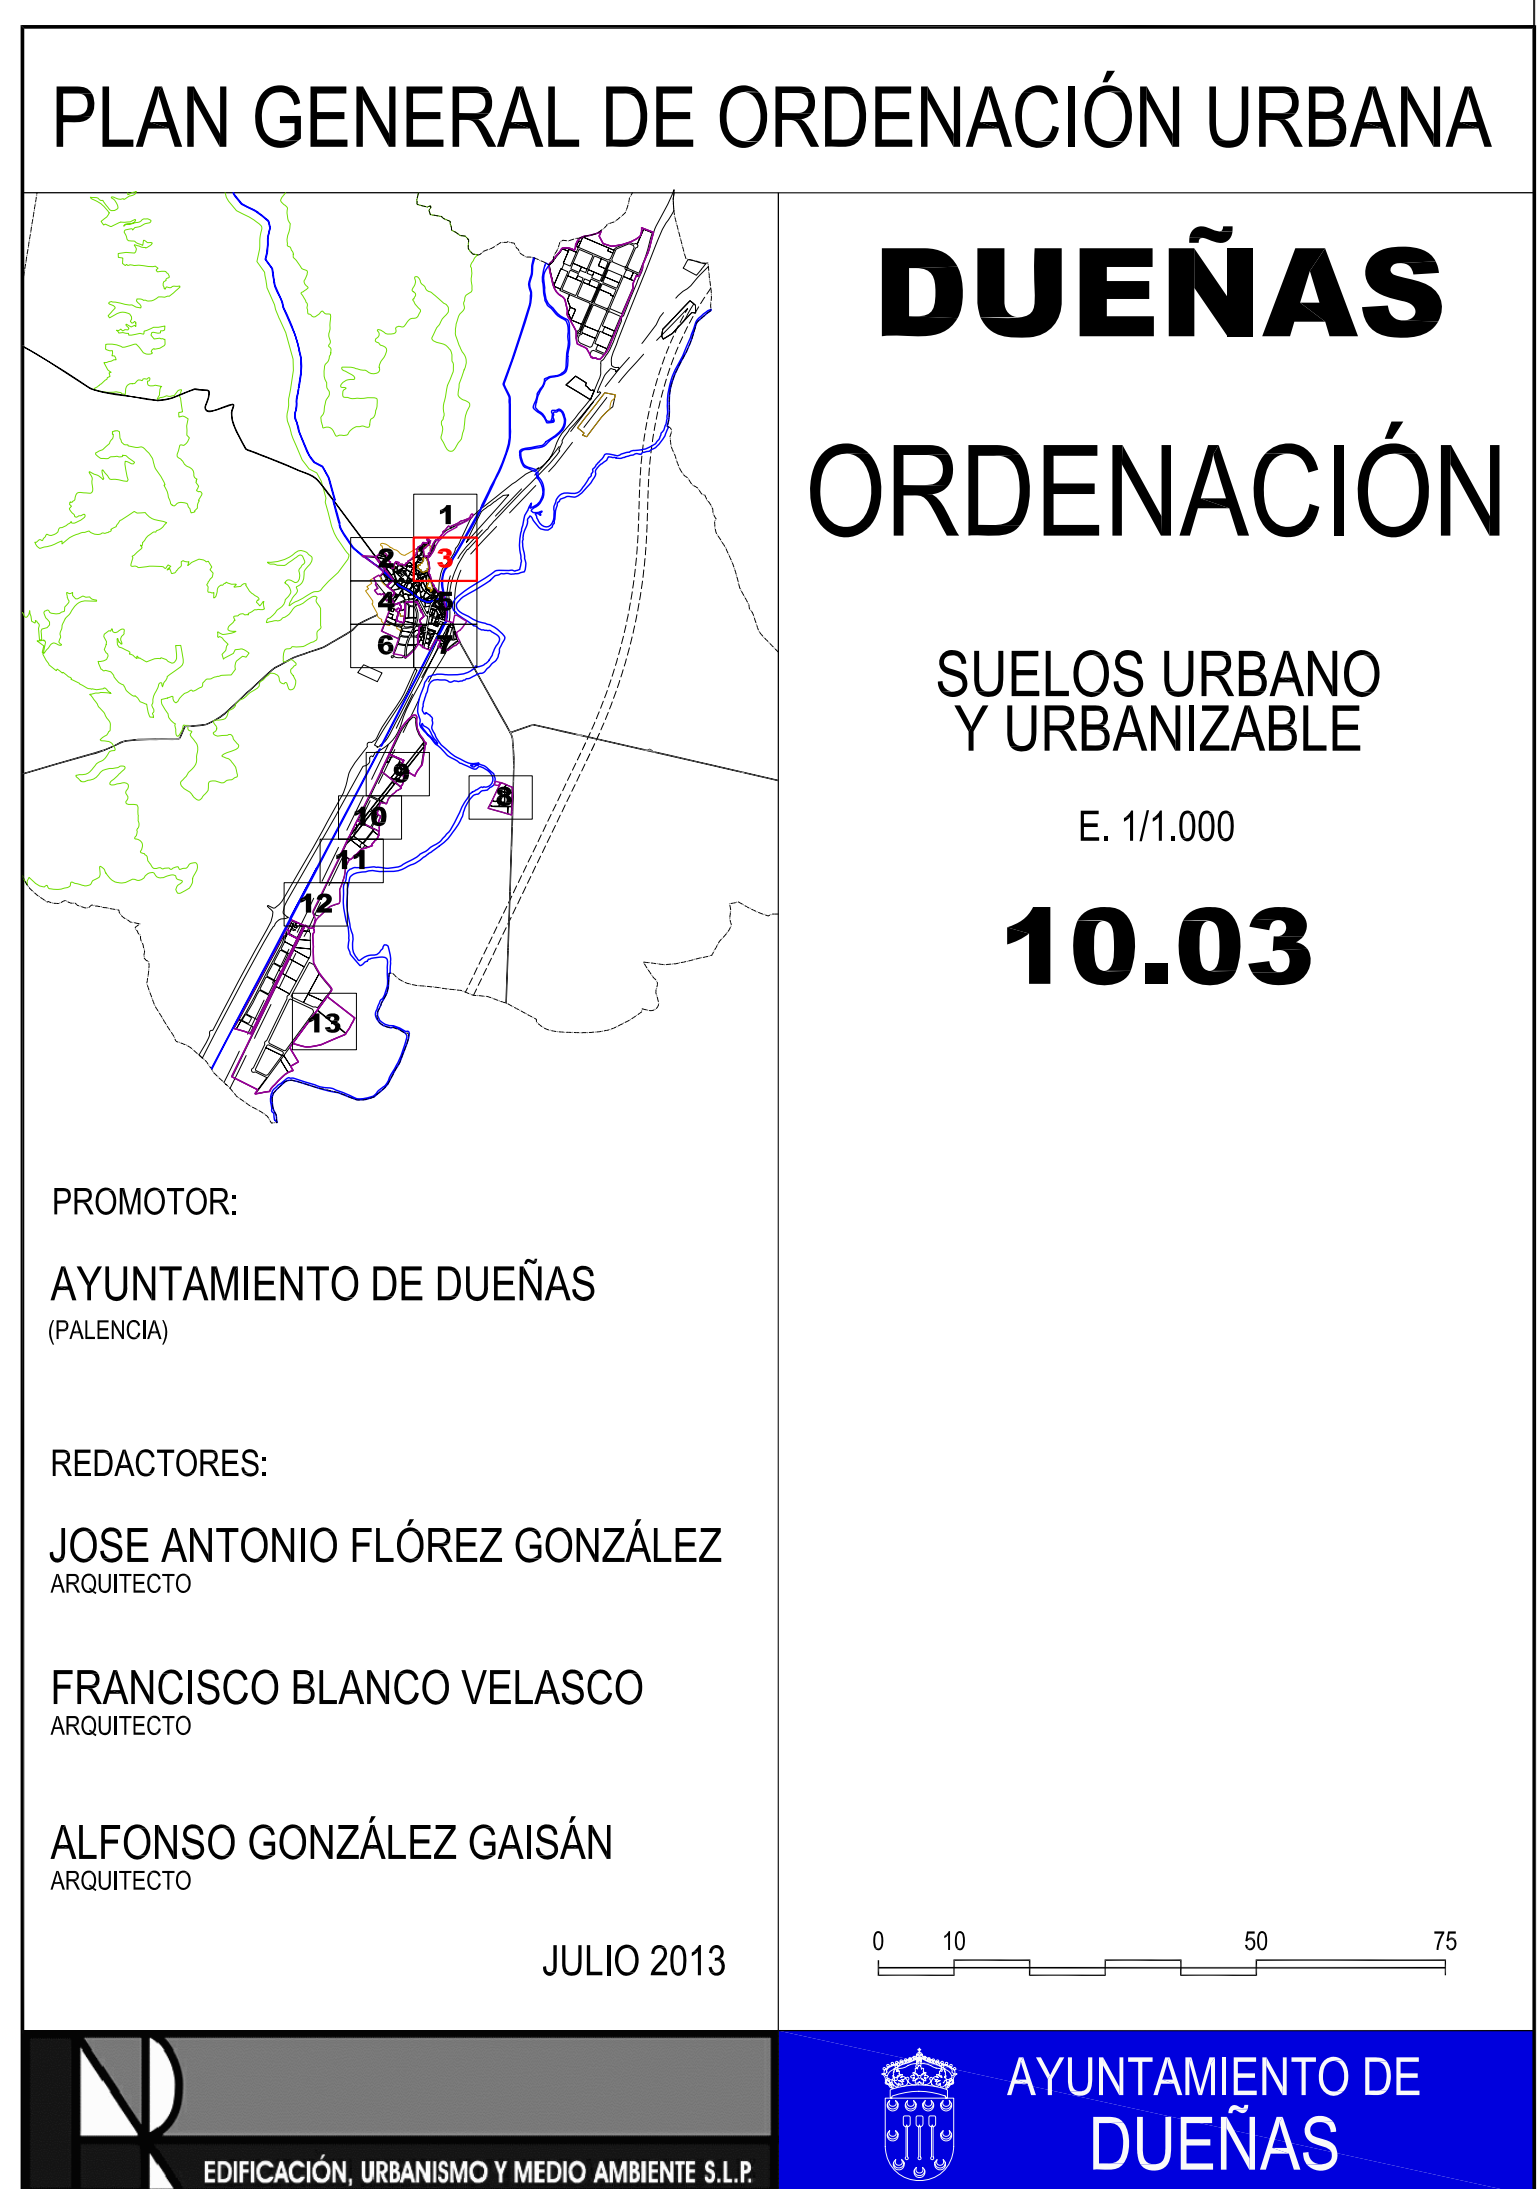 PLAN GENERAL DE ORDENACIÓN URBANA
1
2
3
4
5
6
7
9
8
10
11
12
13
DUEÑAS
ORDENACIÓN
SUELOS URBANO
Y URBANIZABLE
E. 1/1.000
10.03
PROMOTOR:
AYUNTAMIENTO DE DUEÑAS
(PALENCIA)
REDACTORES:
JOSE ANTONIO FLÓREZ GONZÁLEZ
ARQUITECTO
FRANCISCO BLANCO VELASCO
ARQUITECTO
ALFONSO GONZÁLEZ GAISÁN
ARQUITECTO
JULIO 2013
0 10 50 75
EDIFICACIÓN, URBANISMO Y MEDIO AMBIENTE S.L.P.
AYUNTAMIENTO DE
DUEÑAS